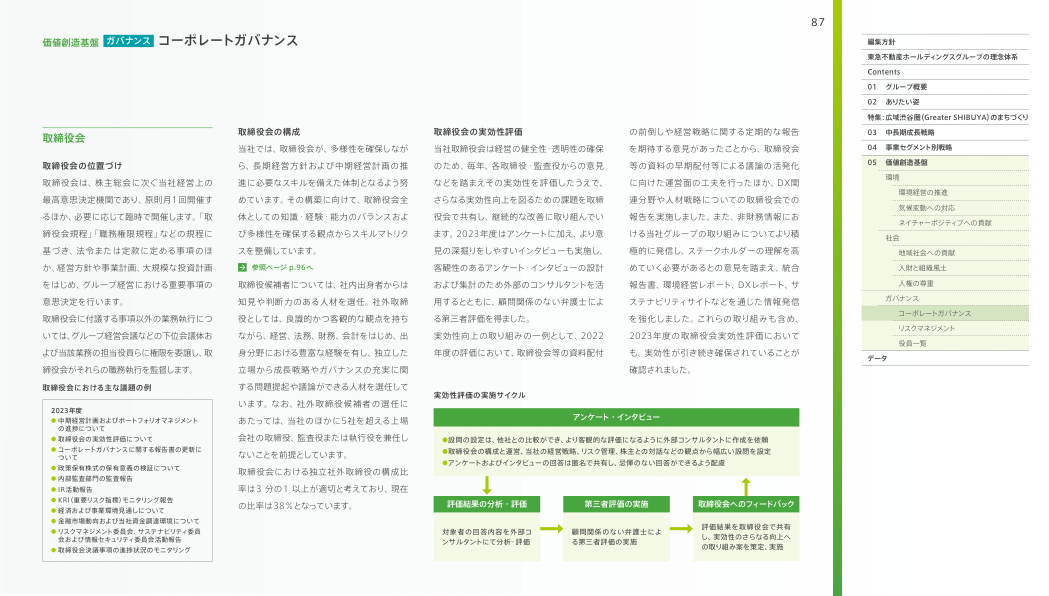 87
価値創造基盤 ガバナンス コーポレートガバナンス
取締役会
取締役会の位置づけ
取締役会は、株主総会に次ぐ当社経営上の
最高意思決定機関であり、原則月1回開催す
るほか、必要に応じて臨時で開催します。「取
締役会規程」「職務権限規程」などの規程に
基づき、法令または定款に定める事項のほ
か、経営方針や事業計画、大規模な投資計画
をはじめ、グループ経営における重要事項の
意思決定を行います。
取締役会に付議する事項以外の業務執行につ
いては、グループ経営会議などの下位会議体お
よび当該業務の担当役員らに権限を委譲し、取
締役会がそれらの職務執行を監督します。
取締役会における主な議題の例
2023年度
●中期経営計画およびポートフォリオマネジメント
の進捗について
●取締役会の実効性評価について
●コーポレートガバナンスに関する報告書の更新に
ついて
●政策保有株式の保有意義の検証について
●内部監査部門の監査報告
●IR活動報告
●KRI(重要リスク指標)モニタリング報告
●経済および事業環境見通しについて
●金融市場動向および当社資金調達環境について
●リスクマネジメント委員会、サステナビリティ委員
会および情報セキュリティ委員会活動報告
●取締役会決議事項の進捗状況のモニタリング
取締役会の構成
当社では、取締役会が、多様性を確保しなが
ら、長期経営方針および中期経営計画の推
進に必要なスキルを備えた体制となるよう努
めています。その構築に向けて、取締役会全
体としての知識・経験・能力のバランスおよ
び多様性を確保する観点からスキルマトリク
スを整備しています。
参照ページ p.96へ
取締役候補者については、社内出身者からは
知見や判断力のある人材を選任。社外取締
役としては、良識的かつ客観的な観点を持ち
ながら、経営、法務、財務、会計をはじめ、出
身分野における豊富な経験を有し、独立した
立場から成長戦略やガバナンスの充実に関
する問題提起や議論ができる人材を選任して
います。なお、社外取締役候補者の選任に
あたっては、当社のほかに5社を超える上場
会社の取締役、監査役または執行役を兼任し
ないことを前提としています。
取締役会における独立社外取締役の構成比
率は3 分の1 以上が適切と考えており、現在
の比率は38%となっています。
取締役会の実効性評価
当社取締役会は経営の健全性・透明性の確保
のため、毎年、各取締役・監査役からの意見
などを踏まえその実効性を評価したうえで、
さらなる実効性向上を図るための課題を取締
役会で共有し、継続的な改善に取り組んでい
ます。2023年度はアンケートに加え、より意
見の深掘りをしやすいインタビューも実施し、
客観性のあるアンケート・インタビューの設計
および集計のため外部のコンサルタントを活
用するとともに、顧問関係のない弁護士によ
る第三者評価を得ました。
実効性向上の取り組みの一例として、2022
年度の評価において、取締役会等の資料配付
の前倒しや経営戦略に関する定期的な報告
を期待する意見があったことから、取締役会
等の資料の早期配付等による議論の活発化
に向けた運営面の工夫を行ったほか、DX関
連分野や人材戦略についての取締役会での
報告を実施しました。また、非財務情報にお
ける当社グループの取り組みについてより積
極的に発信し、ステークホルダーの理解を高
めていく必要があるとの意見を踏まえ、統合
報告書、環境経営レポート、DXレポート、サ
ステナビリティサイトなどを通じた情報発信
を強化しました。これらの取り組みも含め、
2023年度の取締役会実効性評価において
も、実効性が引き続き確保されていることが
確認されました。
実効性評価の実施サイクル
アンケート・インタビュー
●設問の設定は、他社との比較ができ、より客観的な評価になるように外部コンサルタントに作成を依頼
●取締役会の構成と運営、当社の経営戦略、リスク管理、株主との対話などの観点から幅広い設問を設定
●アンケートおよびインタビューの回答は匿名で共有し、忌憚のない回答ができるよう配慮
評価結果の分析・評価
対象者の回答内容を外部コ
ンサルタントにて分析・評価
第三者評価の実施
顧問関係のない弁護士によ
る第三者評価の実施
取締役会へのフィードバック
評価結果を取締役会で共有
し、実効性のさらなる向上へ
の取り組み案を策定、実施
編集方針
東急不動産ホールディングスグループの理念体系
Contents
01 グループ概要
02 ありたい姿
特集:広域渋谷圏(Greater SHIBUYA)のまちづくり
03 中長期成長戦略
04 事業セグメント別戦略
05 価値創造基盤
環境
環境経営の推進
気候変動への対応
ネイチャーポジティブへの貢献
社会
地域社会への貢献
人財と組織風土
人権の尊重
ガバナンス
コーポレートガバナンス
リスクマネジメント
役員一覧
データ